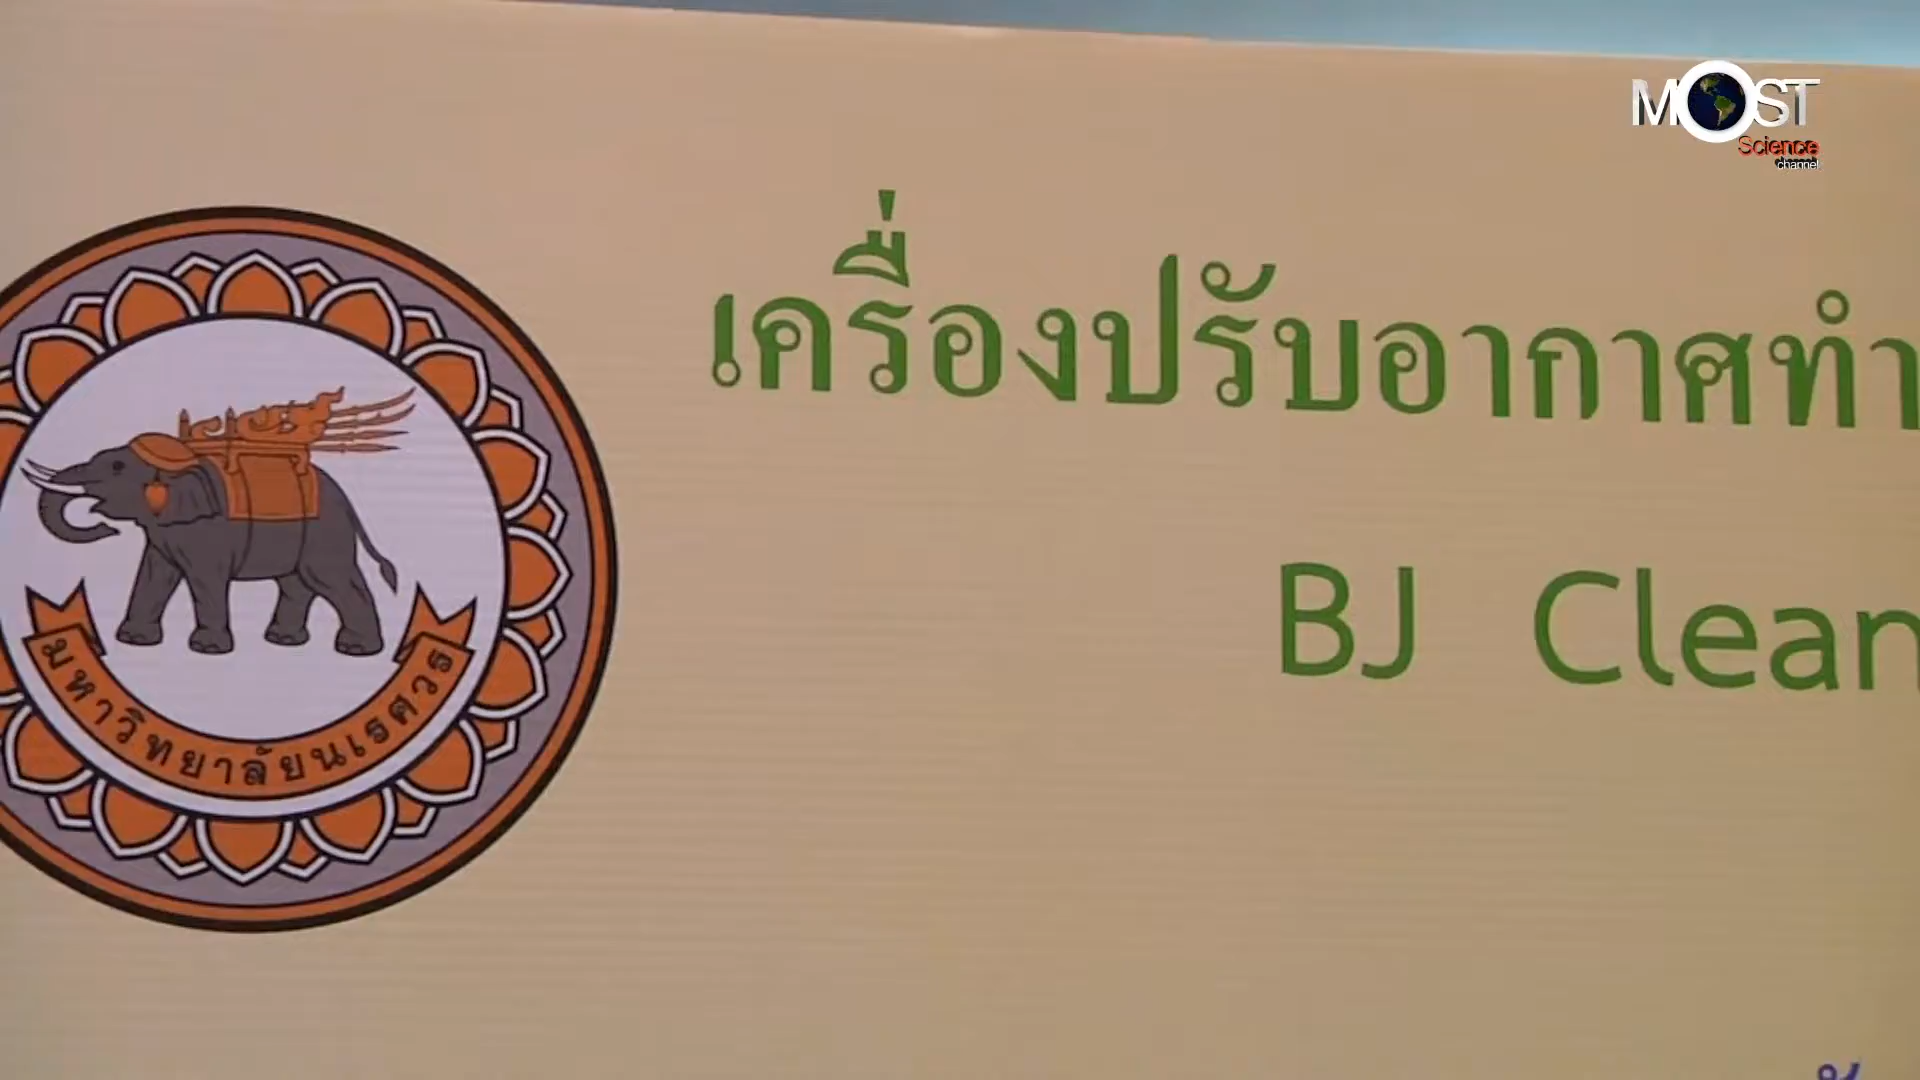 MOST
Science
channel
เครื่องปรับอากาศทำ
BJ Clean
มหาวิทยาลัยนเรศวร